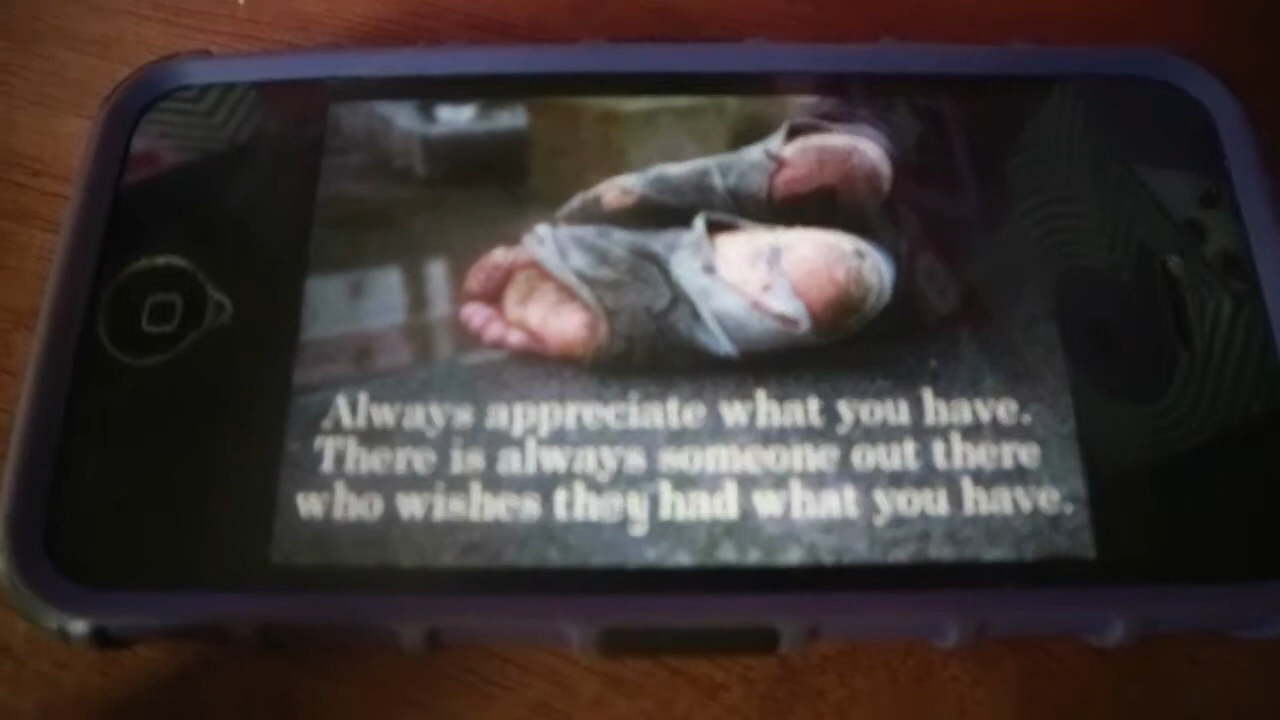 Always appreciate what you have.
There is always someone out there
who wishes they had what you have.